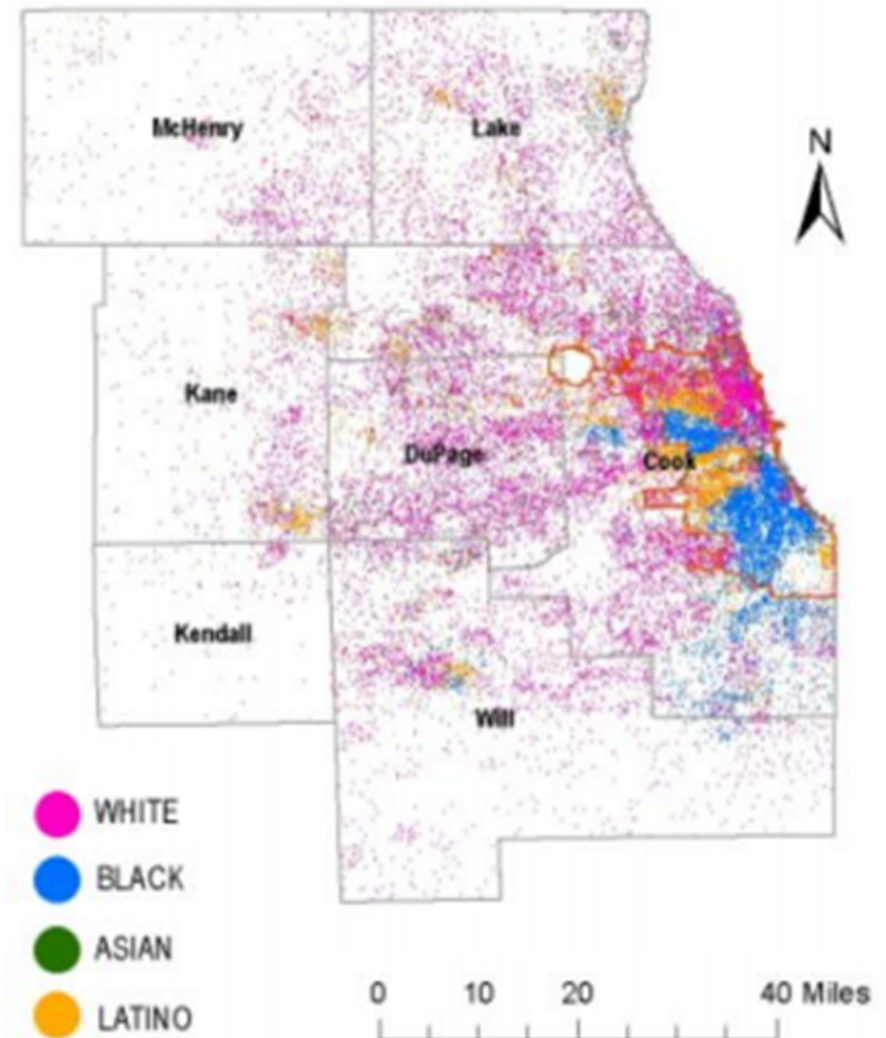 McHenry
Lake
N
Kane
DuPage
Cook
Kendall
Will
WHITE
BLACK
ASIAN
LATINO
0 10 20 40 Miles